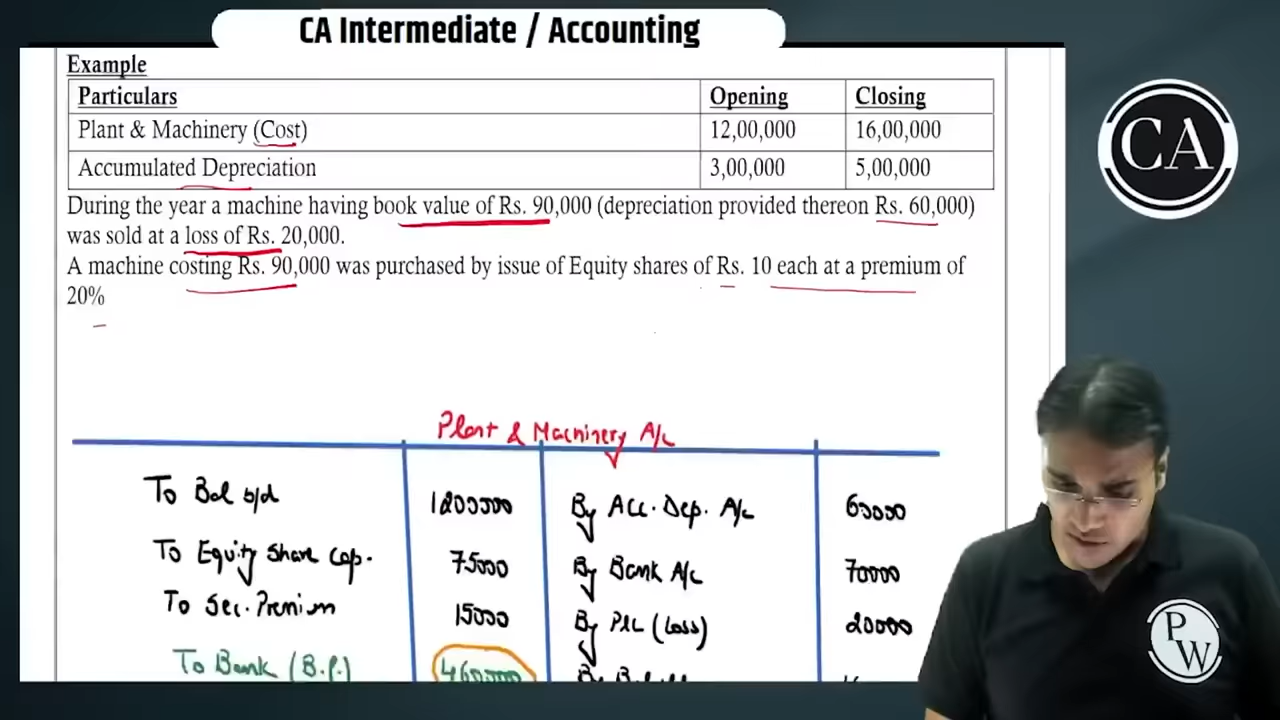 CA Intermediate / Accounting
Example
Particulars Opening Closing
Plant & Machinery (Cost) 12,00,000 16,00,000
Accumulated Depreciation 3,00,000 5,00,000
During the year a machine having book value of Rs. 90,000 (depreciation provided thereon Rs. 60,000)
was sold at a loss of Rs. 20,000.
A machine costing Rs. 90,000 was purchased by issue of Equity shares of Rs. 10 each at a premium of
20%
Plant & Machinery A/c
To Bal b/d 1200000 By Acc. Dep. A/c 60000
To Equity Share Cap. 75000 By Bank A/c 70000
To Sec. Premium 15000 By P&L (Loss) 20000
To Bank (B.f.) 460000 By
CA
PW